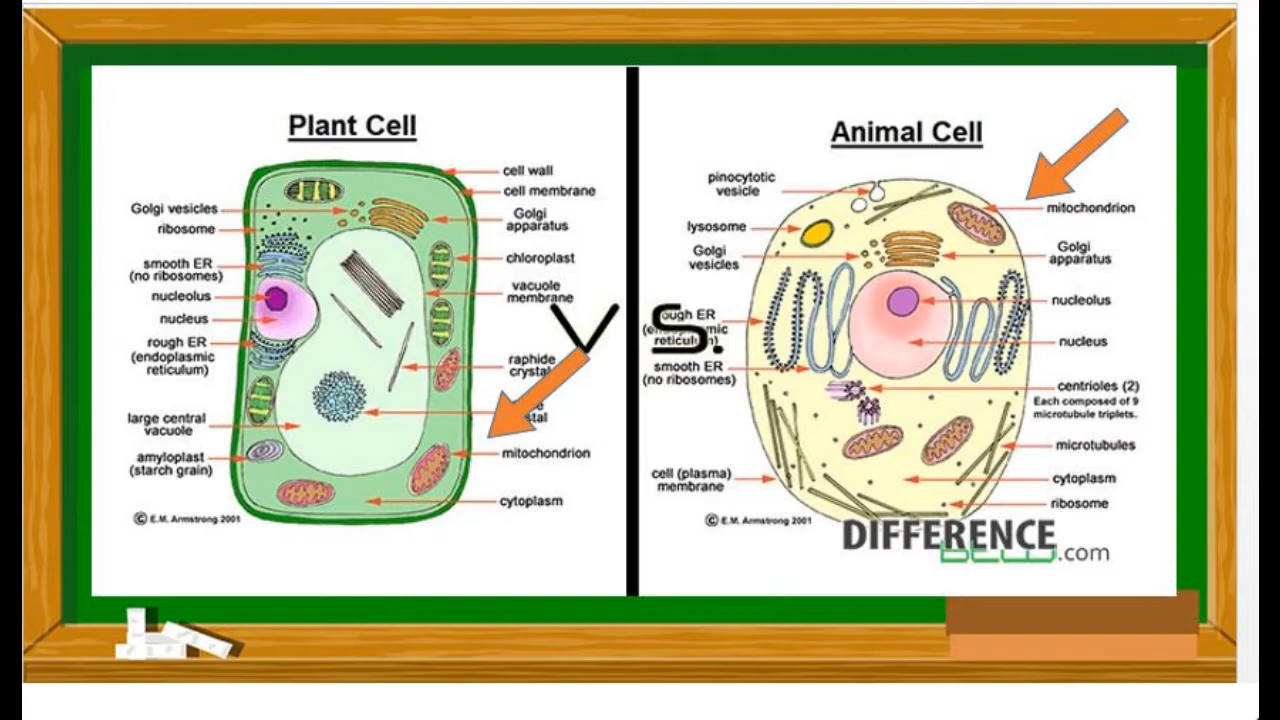 Plant Cell
cell wall
cell membrane
Golgi vesicles
Golgi
apparatus
ribosome
smooth ER
(no ribosomes)
chloroplast
nucleolus
vacuole
membrane
nucleus
rough ER
(endoplasmic
reticulum)
raphide
large central
vacuole
amyloplast
(starch grain)
mitochondrion
cytoplasm
© E.M. Armstrong 2001
V S.
Animal Cell
pinocytotic
vesicle
mitochondrion
lysosome
Golgi
vesicles
Golgi
apparatus
nucleolus
rough ER
nucleus
smooth ER
(no ribosomes)
centrioles (2)
Each composed of 9
microtubule triplets.
microtubules
cell (plasma)
membrane
cytoplasm
ribosome
© E.M. Armstrong 2001
DIFFERENCE
btw.com